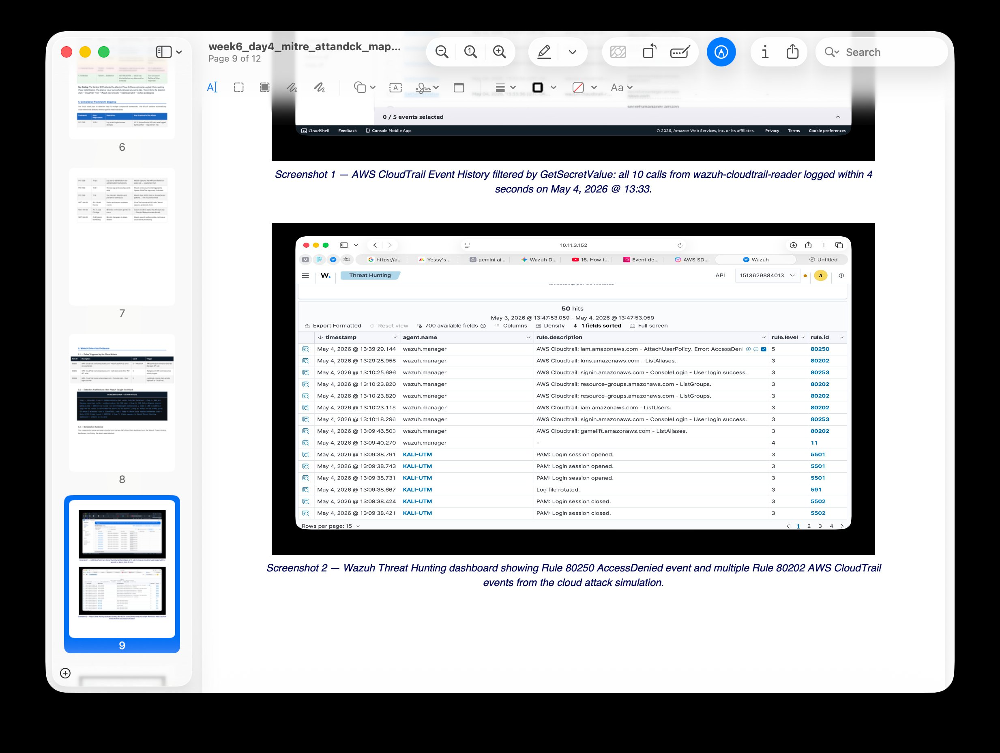 week6_day4_mitre_attandck_map...
Page 9 of 12
Search
Aa
A
5. Compliance Framework Mapping
6
7
6. Wazuh Detection Evidence
8
9
0 / 5 events selected
CloudShell Feedback Console Mobile App © 2026, Amazon Web Services, Inc. or its affiliates. Privacy Terms Cookie preferences
Screenshot 1 — AWS CloudTrail Event History filtered by GetSecretValue: all 10 calls from wazuh-cloudtrail-reader logged within 4
seconds on May 4, 2026 @ 13:33.
10.11.3.152
https://a... Yessy's... gemini ai... Wazuh D... 16. How t... Event de... AWS SD... Wazuh Untitled
W. Threat Hunting API 1513629884013 a
50 hits
May 3, 2026 @ 13:47:53.059 - May 4, 2026 @ 13:47:53.059
Export Formatted Reset view 700 available fields Columns Density 1 fields sorted Full screen
timestamp agent.name rule.description rule.level rule.id
May 4, 2026 @ 13:39:29.144 wazuh.manager AWS Cloudtrail: iam.amazonaws.com - AttachUserPolicy. Error: AccessDeni 5 80250
May 4, 2026 @ 13:29:28.958 wazuh.manager AWS Cloudtrail: kms.amazonaws.com - ListAliases. 3 80202
May 4, 2026 @ 13:10:25.686 wazuh.manager AWS Cloudtrail: signin.amazonaws.com - ConsoleLogin - User login success. 3 80253
May 4, 2026 @ 13:10:23.820 wazuh.manager AWS Cloudtrail: resource-groups.amazonaws.com - ListGroups. 3 80202
May 4, 2026 @ 13:10:23.820 wazuh.manager AWS Cloudtrail: resource-groups.amazonaws.com - ListGroups. 3 80202
May 4, 2026 @ 13:10:23.118 wazuh.manager AWS Cloudtrail: iam.amazonaws.com - ListUsers. 3 80202
May 4, 2026 @ 13:10:18.296 wazuh.manager AWS Cloudtrail: signin.amazonaws.com - ConsoleLogin - User login success. 3 80253
May 4, 2026 @ 13:09:46.503 wazuh.manager AWS Cloudtrail: gamelift.amazonaws.com - ListAliases. 3 80202
May 4, 2026 @ 13:09:40.270 wazuh.manager - 4 11
May 4, 2026 @ 13:09:38.791 KALI-UTM PAM: Login session opened. 3 5501
May 4, 2026 @ 13:09:38.743 KALI-UTM PAM: Login session opened. 3 5501
May 4, 2026 @ 13:09:38.731 KALI-UTM PAM: Login session opened. 3 5501
May 4, 2026 @ 13:09:38.667 KALI-UTM Log file rotated. 3 591
May 4, 2026 @ 13:09:38.424 KALI-UTM PAM: Login session closed. 3 5502
May 4, 2026 @ 13:09:38.421 KALI-UTM PAM: Login session closed. 3 5502
Rows per page: 15 1 2 3 4
Screenshot 2 — Wazuh Threat Hunting dashboard showing Rule 80250 AccessDenied event and multiple Rule 80202 AWS CloudTrail
events from the cloud attack simulation.